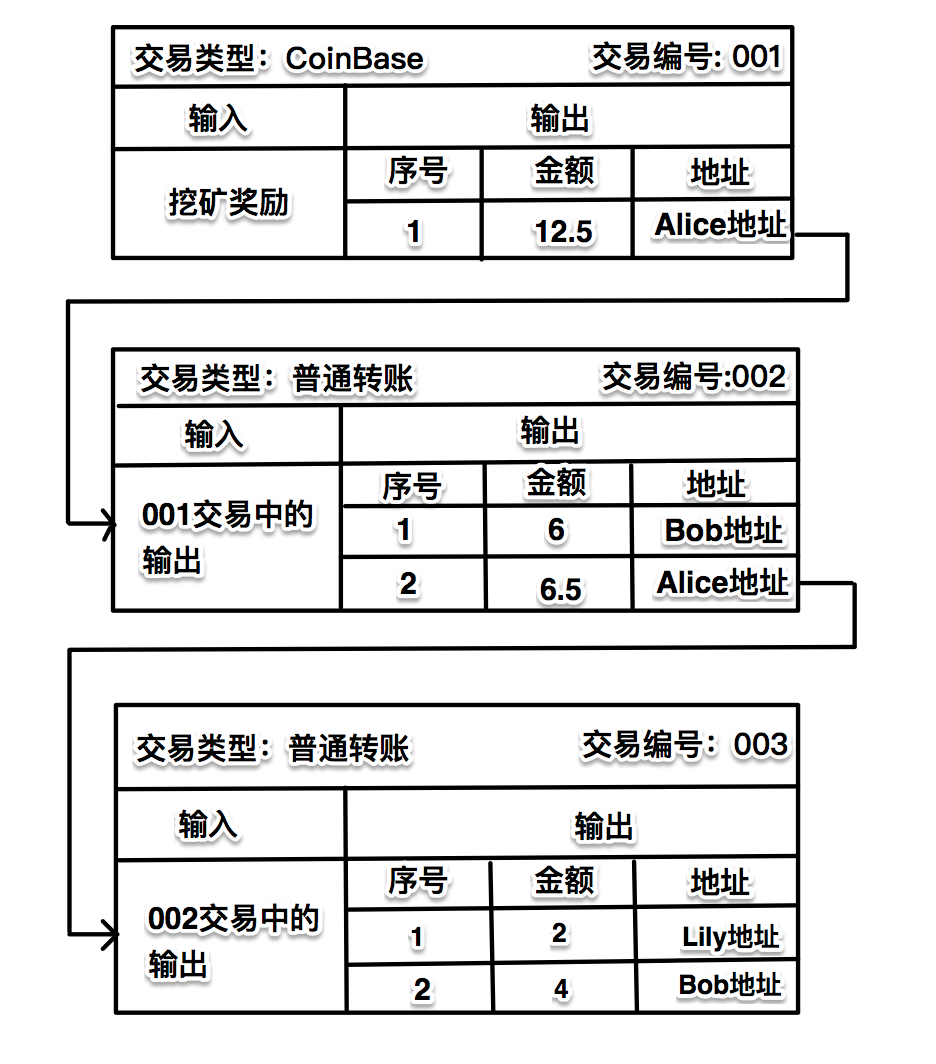 交易类型：CoinBase 交易编号: 001
输入 输出
挖矿奖励
序号 金额 地址
1 12.5 Alice地址
交易类型：普通转账 交易编号:002
输入 输出
001交易中的
输出
序号 金额 地址
1 6 Bob地址
2 6.5 Alice地址
交易类型：普通转账 交易编号：003
输入 输出
002交易中的
输出
序号 金额 地址
1 2 Lily地址
2 4 Bob地址